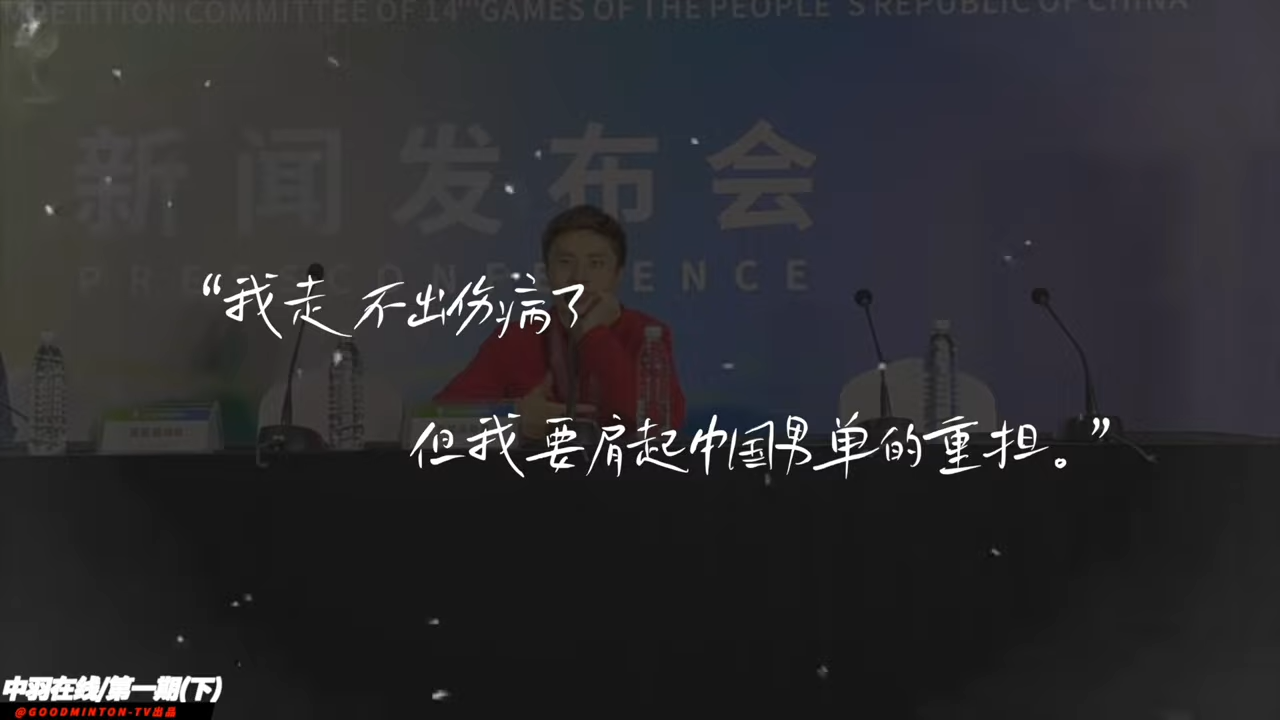 PETITION COMMITTEE OF 14TH GAMES OF THE PEOPLE'S REPUBLIC OF CHINA
新闻发布会
PRESS CONFERENCE
“我走不出伤病了
但我要肩起中国男单的重担。”
中羽在线/第一期(下)
@GOODMINTON-TV出品